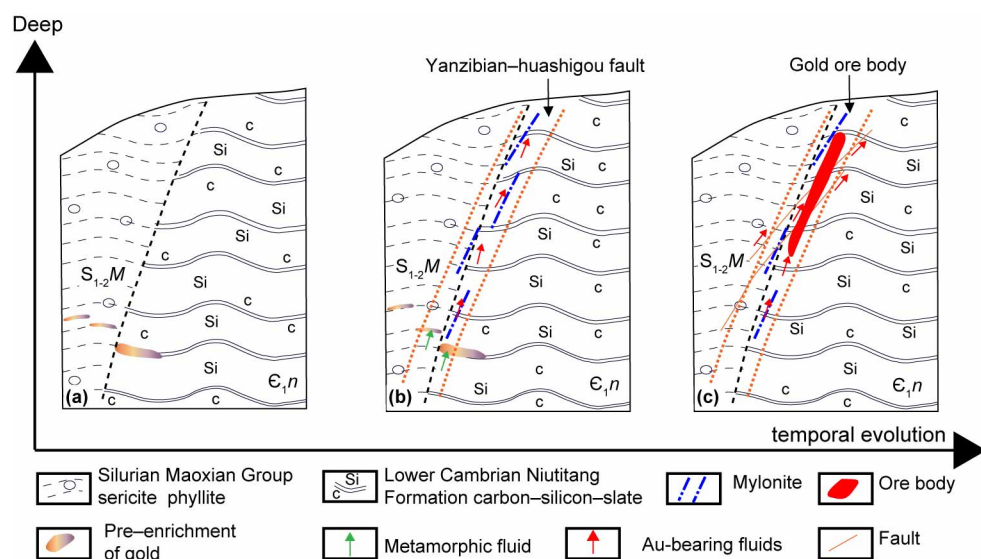 Deep
Yanzibian–huashigou fault
Gold ore body
c
Si
c
Si
c
Si
c
Si
c
Si
c
S1-2M
Є1n
(a)
c
c
Si
c
Si
c
Si
c
Si
c
Si
c
S1-2M
Є1n
(b)
c
Si
c
Si
c
Si
c
Si
c
Si
c
S1-2M
Є1n
(c)
c
temporal evolution
Silurian Maoxian Group
sericite phyllite
Si
c
Lower Cambrian Niutitang
Formation carbon–silicon–slate
Mylonite
Ore body
Pre–enrichment
of gold
Metamorphic fluid
Au-bearing fluids
Fault